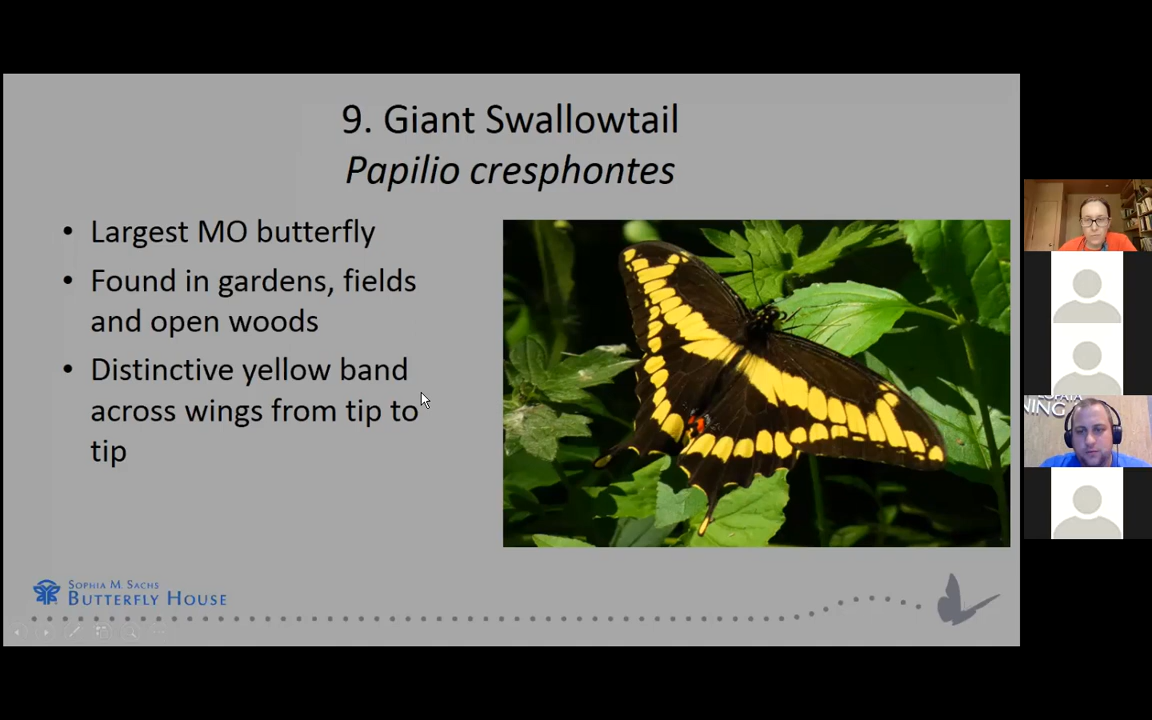 9. Giant Swallowtail
Papilio cresphontes
• Largest MO butterfly
• Found in gardens, fields
and open woods
• Distinctive yellow band
across wings from tip to
tip
SOPHIA M. SACHS
BUTTERFLY HOUSE